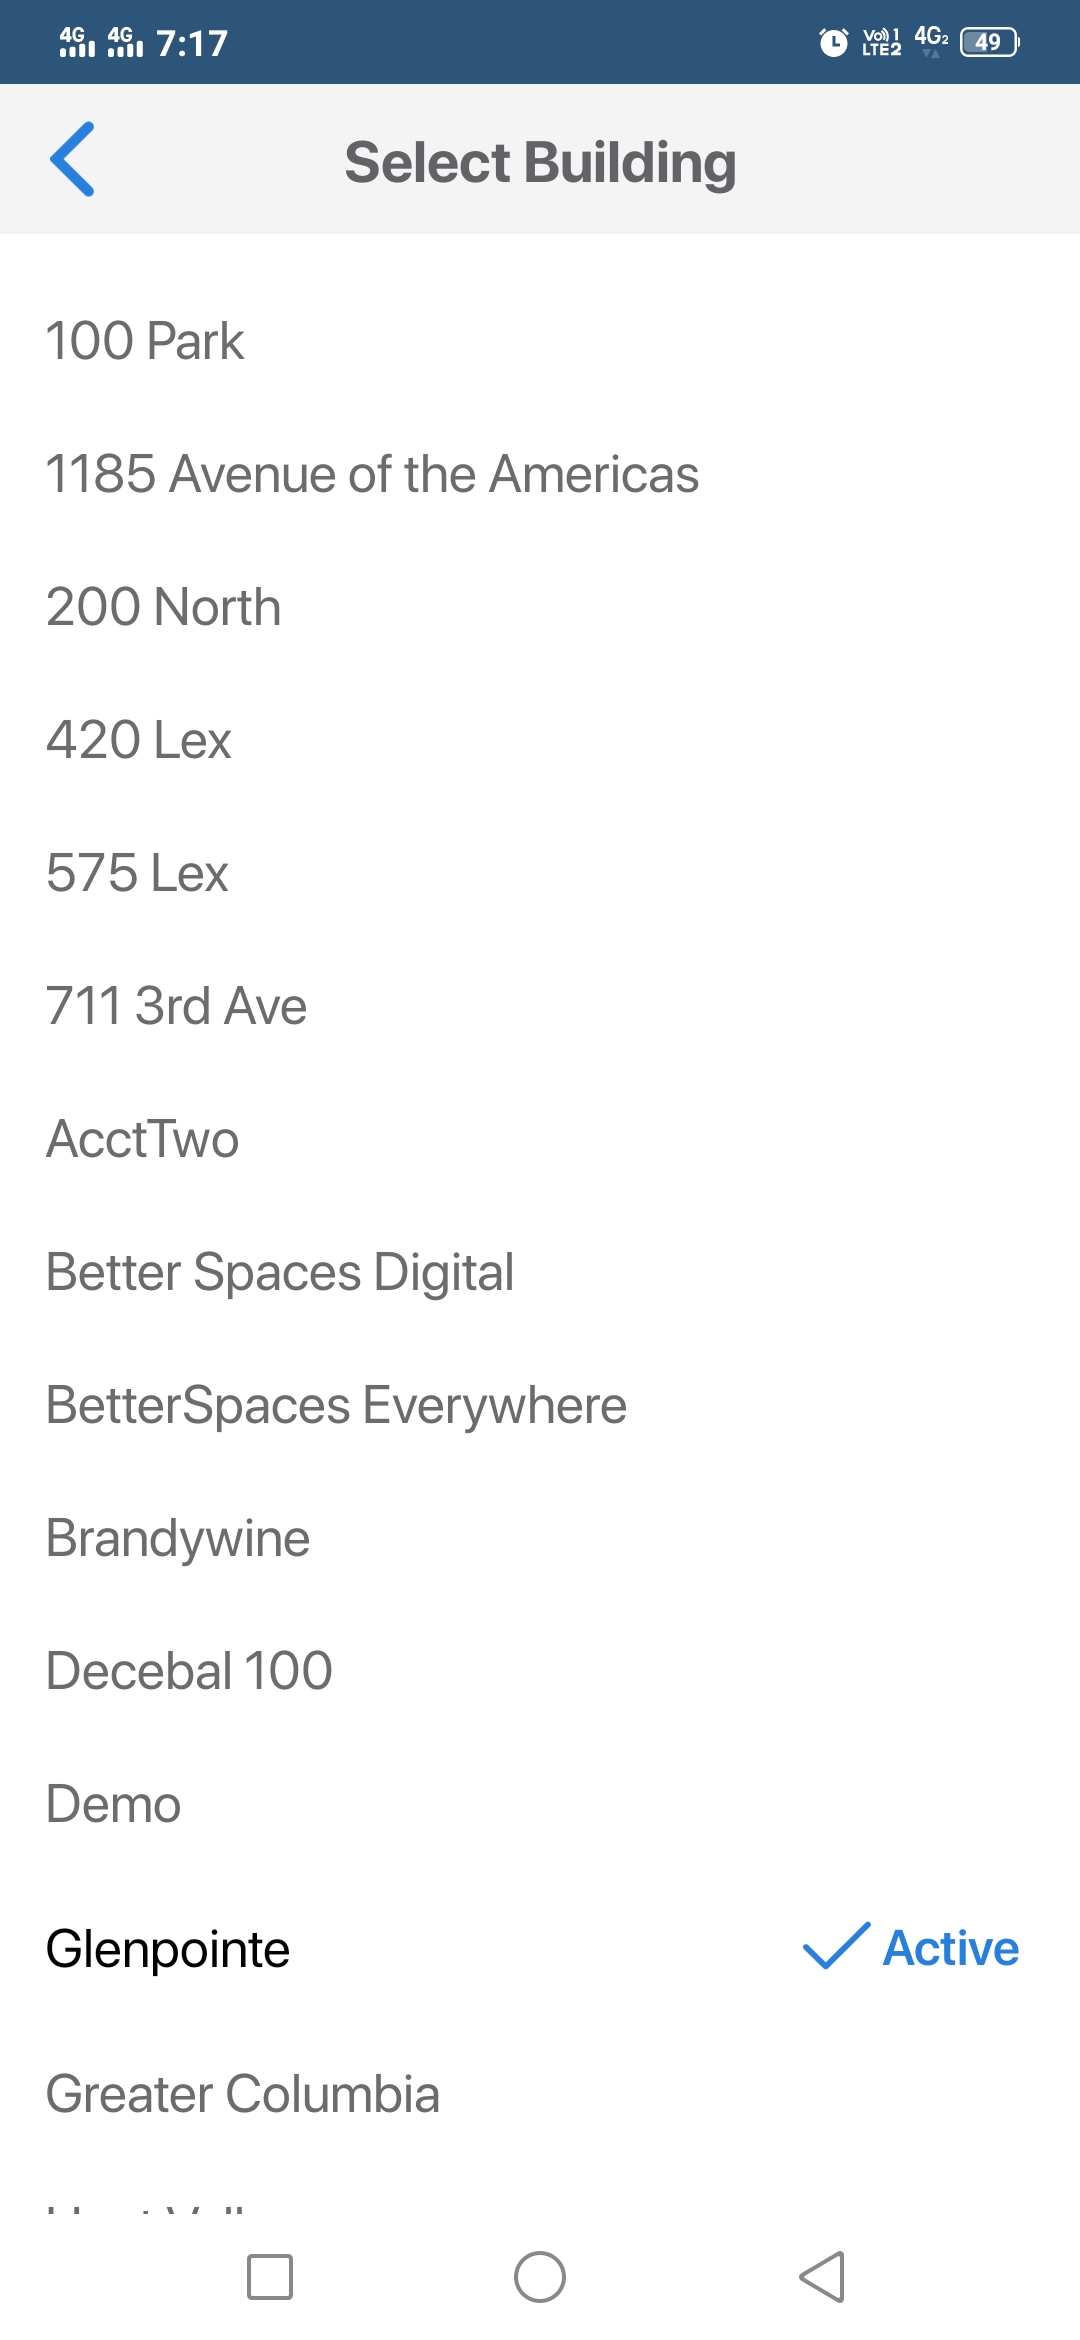 4G 4G 7:17 Vo) 1 LTE2 4G2 49
Select Building
100 Park
1185 Avenue of the Americas
200 North
420 Lex
575 Lex
711 3rd Ave
AcctTwo
Better Spaces Digital
BetterSpaces Everywhere
Brandywine
Decebal 100
Demo
Glenpointe Active
Greater Columbia